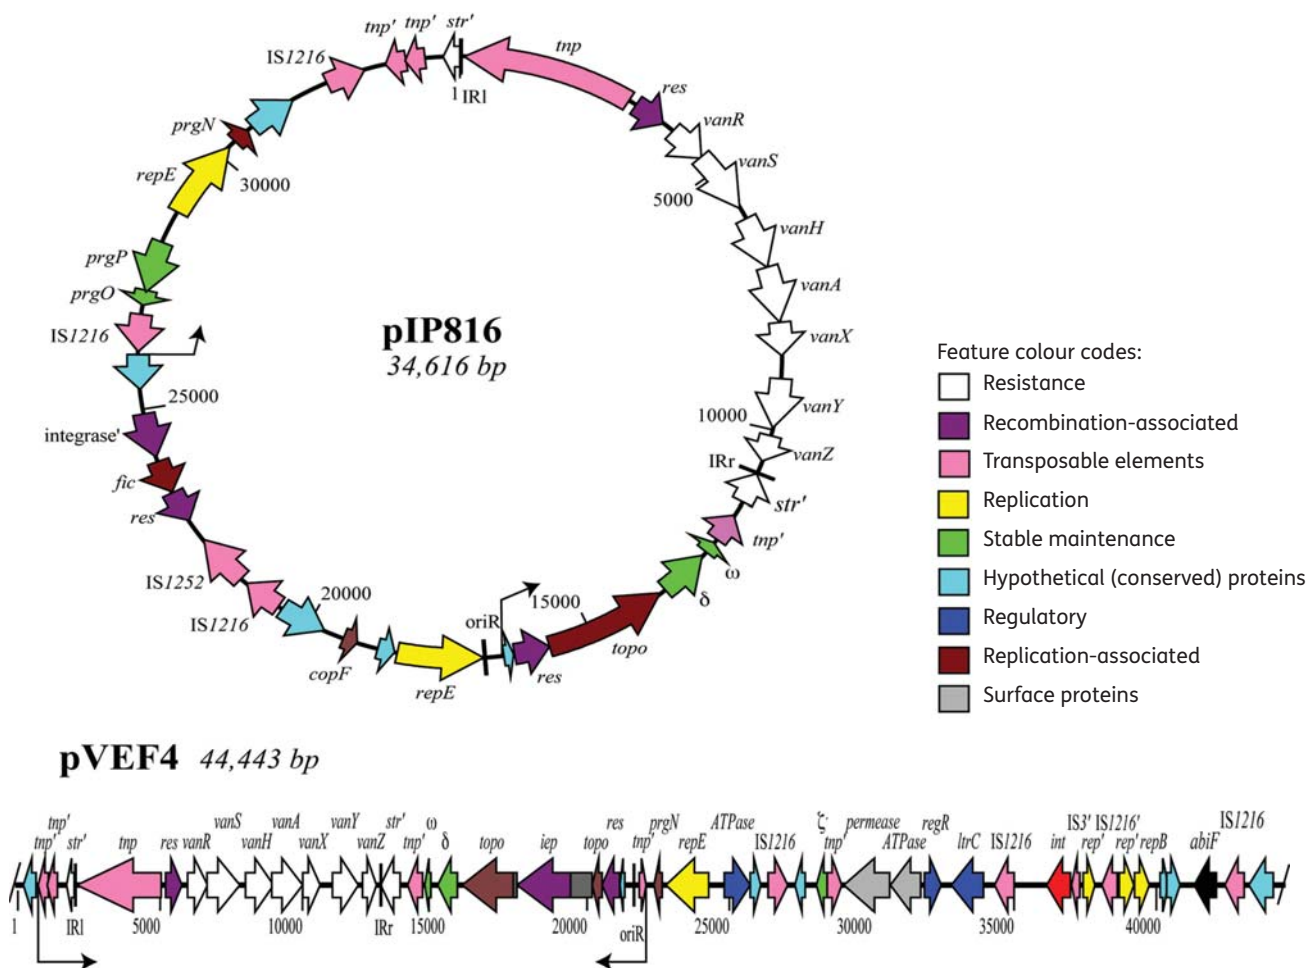 tnp' tnp' str'
IS1216
tnp
1 IRl
res
prgN
vanR
repE
30000
vanS
5000
vanH
prgP
prgO
vanA
IS1216
pIP816
34,616 bp
vanX
25000
10000
vanY
integrase'
IRr
vanZ
fic
str'
res
tnp'
ω
IS1252
20000
15000
δ
IS1216
oriR
topo
copF
res
repE
Feature colour codes:
Resistance
Recombination-associated
Transposable elements
Replication
Stable maintenance
Hypothetical (conserved) proteins
Regulatory
Replication-associated
Surface proteins
pVEF4 44,443 bp
tnp' vanS vanA vanY str' ω res prgN ATPase ζ permease regR IS1216 IS3' IS1216' abiF IS1216
tnp' str' tnp res vanR vanH vanX vanZ tnp' δ topo iep topo tnp' repE IS1216 tnp' ATPase ltrC int rep' rep' repB
1 IRl 5000 10000 IRr 15000 20000 oriR 25000 30000 35000 40000